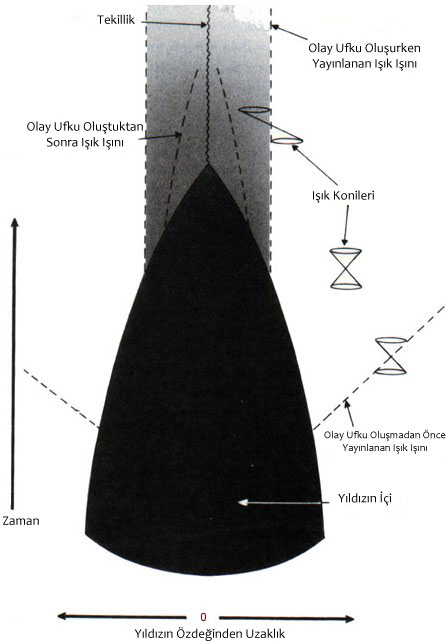 Tekillik
Olay Ufku Oluşurken
Yayınlanan Işık Işını
Olay Ufku Oluştuktan
Sonra Işık Işını
Işık Konileri
Olay Ufku Oluşmadan Önce
Yayınlanan Işık Işını
Yıldızın İçi
Zaman
0
Yıldızın Özdeğinden Uzaklık